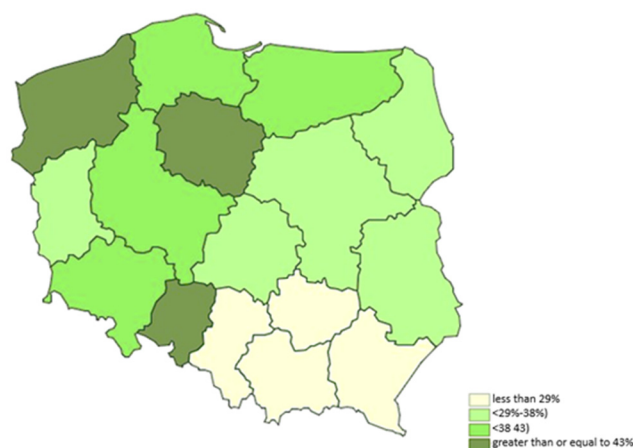 less than 29%
<29%-38%)
<38 43)
greater than or equal to 43%